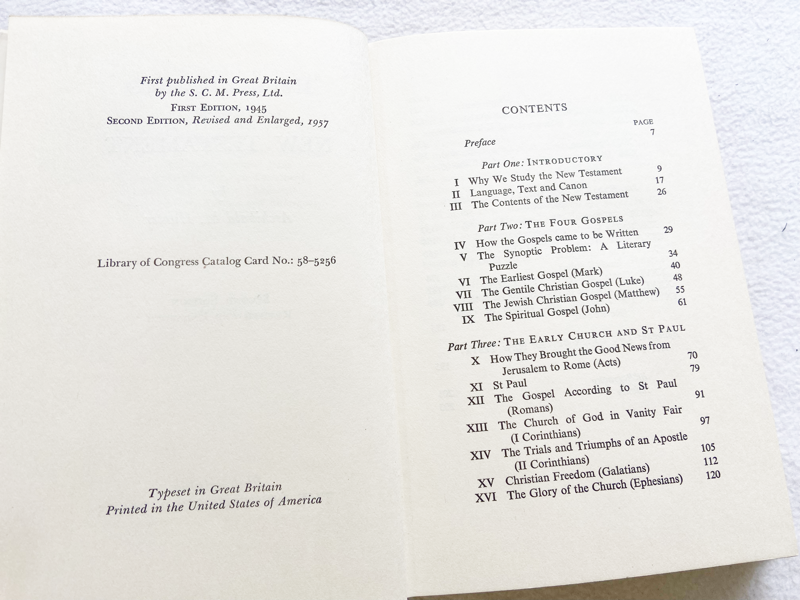 First published in Great Britain
by the S. C. M. Press, Ltd.
First Edition, 1945
Second Edition, Revised and Enlarged, 1957
Library of Congress Catalog Card No.: 58–5256
Typeset in Great Britain
Printed in the United States of America
CONTENTS
PAGE
Preface 7
Part One: Introductory
I Why We Study the New Testament 9
II Language, Text and Canon 17
III The Contents of the New Testament 26
Part Two: The Four Gospels
IV How the Gospels came to be Written 29
V The Synoptic Problem: A Literary
Puzzle 34
VI The Earliest Gospel (Mark) 40
VII The Gentile Christian Gospel (Luke) 48
VIII The Jewish Christian Gospel (Matthew) 55
IX The Spiritual Gospel (John) 61
Part Three: The Early Church and St Paul
X How They Brought the Good News from
Jerusalem to Rome (Acts) 70
XI St Paul 79
XII The Gospel According to St Paul
(Romans) 91
XIII The Church of God in Vanity Fair
(I Corinthians) 97
XIV The Trials and Triumphs of an Apostle
(II Corinthians) 105
XV Christian Freedom (Galatians) 112
XVI The Glory of the Church (Ephesians) 120